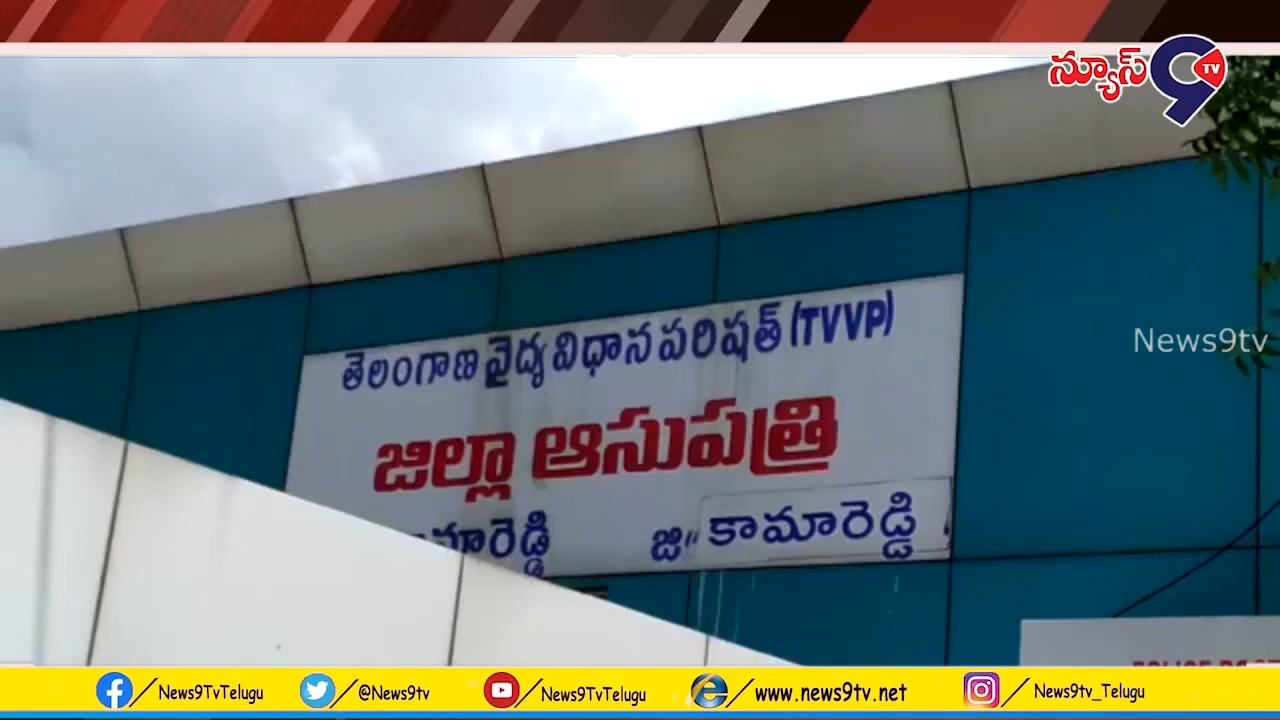 న్యూస్ 9 TV
తెలంగాణ వైద్య విధాన పరిషత్ (TVVP)
జిల్లా ఆసుపత్రి
జి" కామారెడ్డి
News9tv
News9TvTelugu @News9tv News9TvTelugu www.news9tv.net News9tv_Telugu